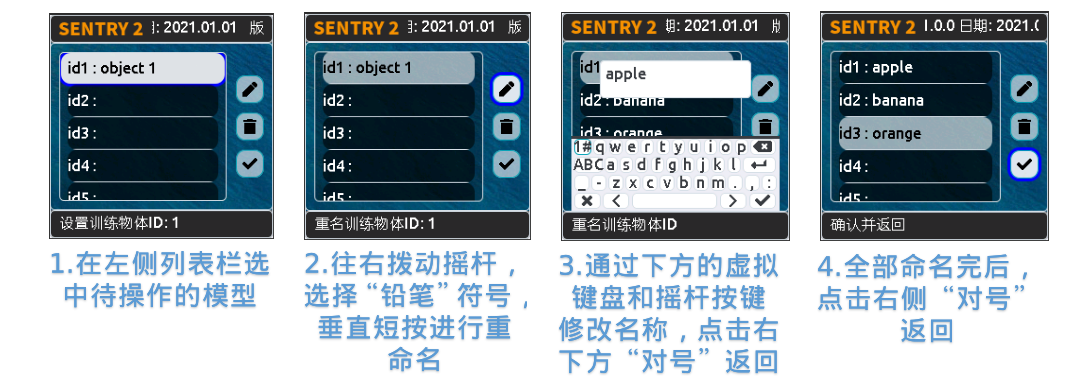 SENTRY 2 期: 2021.01.01 版
id1 : object 1
id2 :
id3 :
id4 :
id5 :
设置训练物体ID: 1
1.在左侧列表栏选
中待操作的模型
SENTRY 2 期: 2021.01.01 版
id1 : object 1
id2 :
id3 :
id4 :
id5 :
重名训练物体ID: 1
2.往右拨动摇杆，
选择“铅笔”符号，
垂直短按进行重
命名
SENTRY 2 期: 2021.01.01 版
id1
apple
id2 : banana
id3 : orange
1# q w e r t y u i o p
ABC a s d f g h j k l
_ - z x c v b n m . , :
重名训练物体ID
3.通过下方的虚拟
键盘和摇杆按键
修改名称，点击右
下方“对号”返回
SENTRY 2 1.0.0 日期: 2021.0
id1 : apple
id2 : banana
id3 : orange
id4 :
id5 :
确认并返回
4.全部命名完后，
点击右侧“对号”
返回